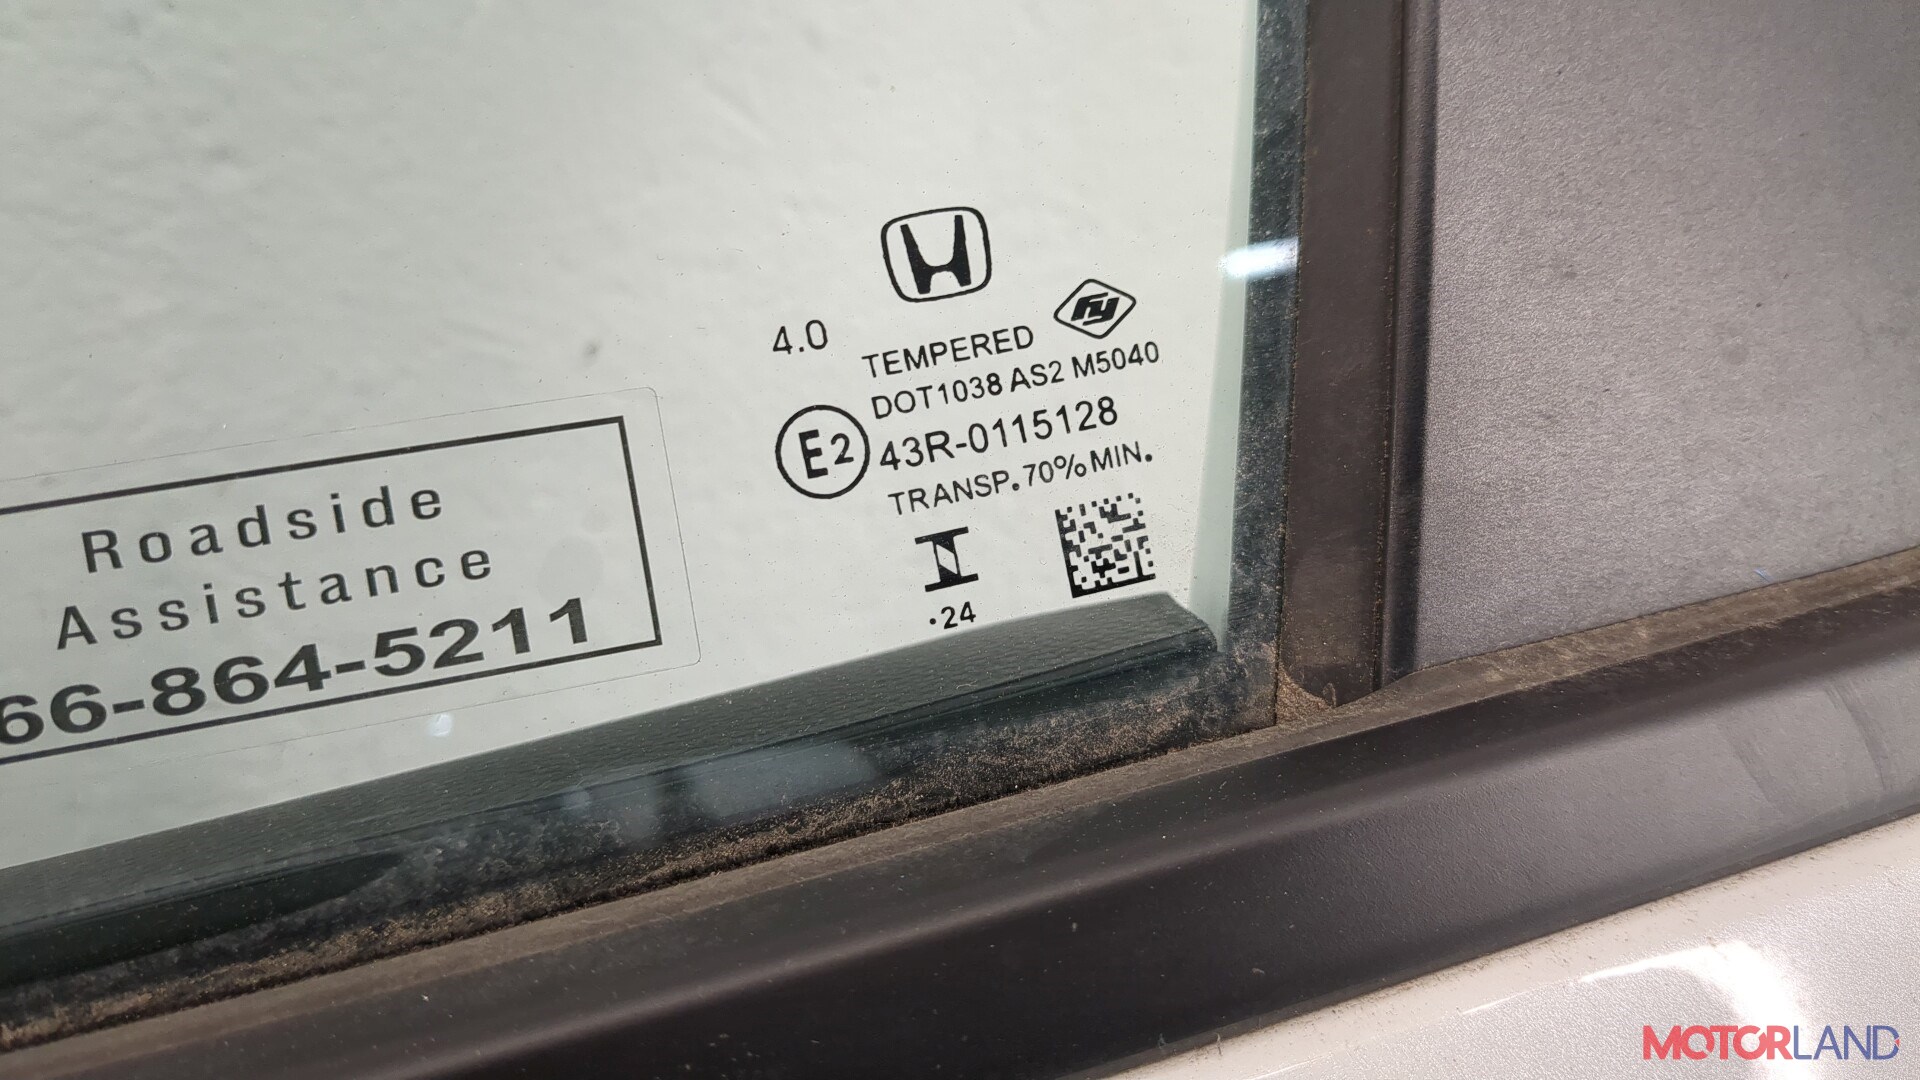 4.0
TEMPERED
fy
DOT1038 AS2 M5040
E2 43R-0115128
TRANSP. 70% MIN.
•24
Roadside
Assistance
66-864-5211
MOTORLAND